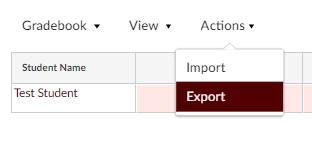 Gradebook View Actions
Import
Student Name
Export
Test Student